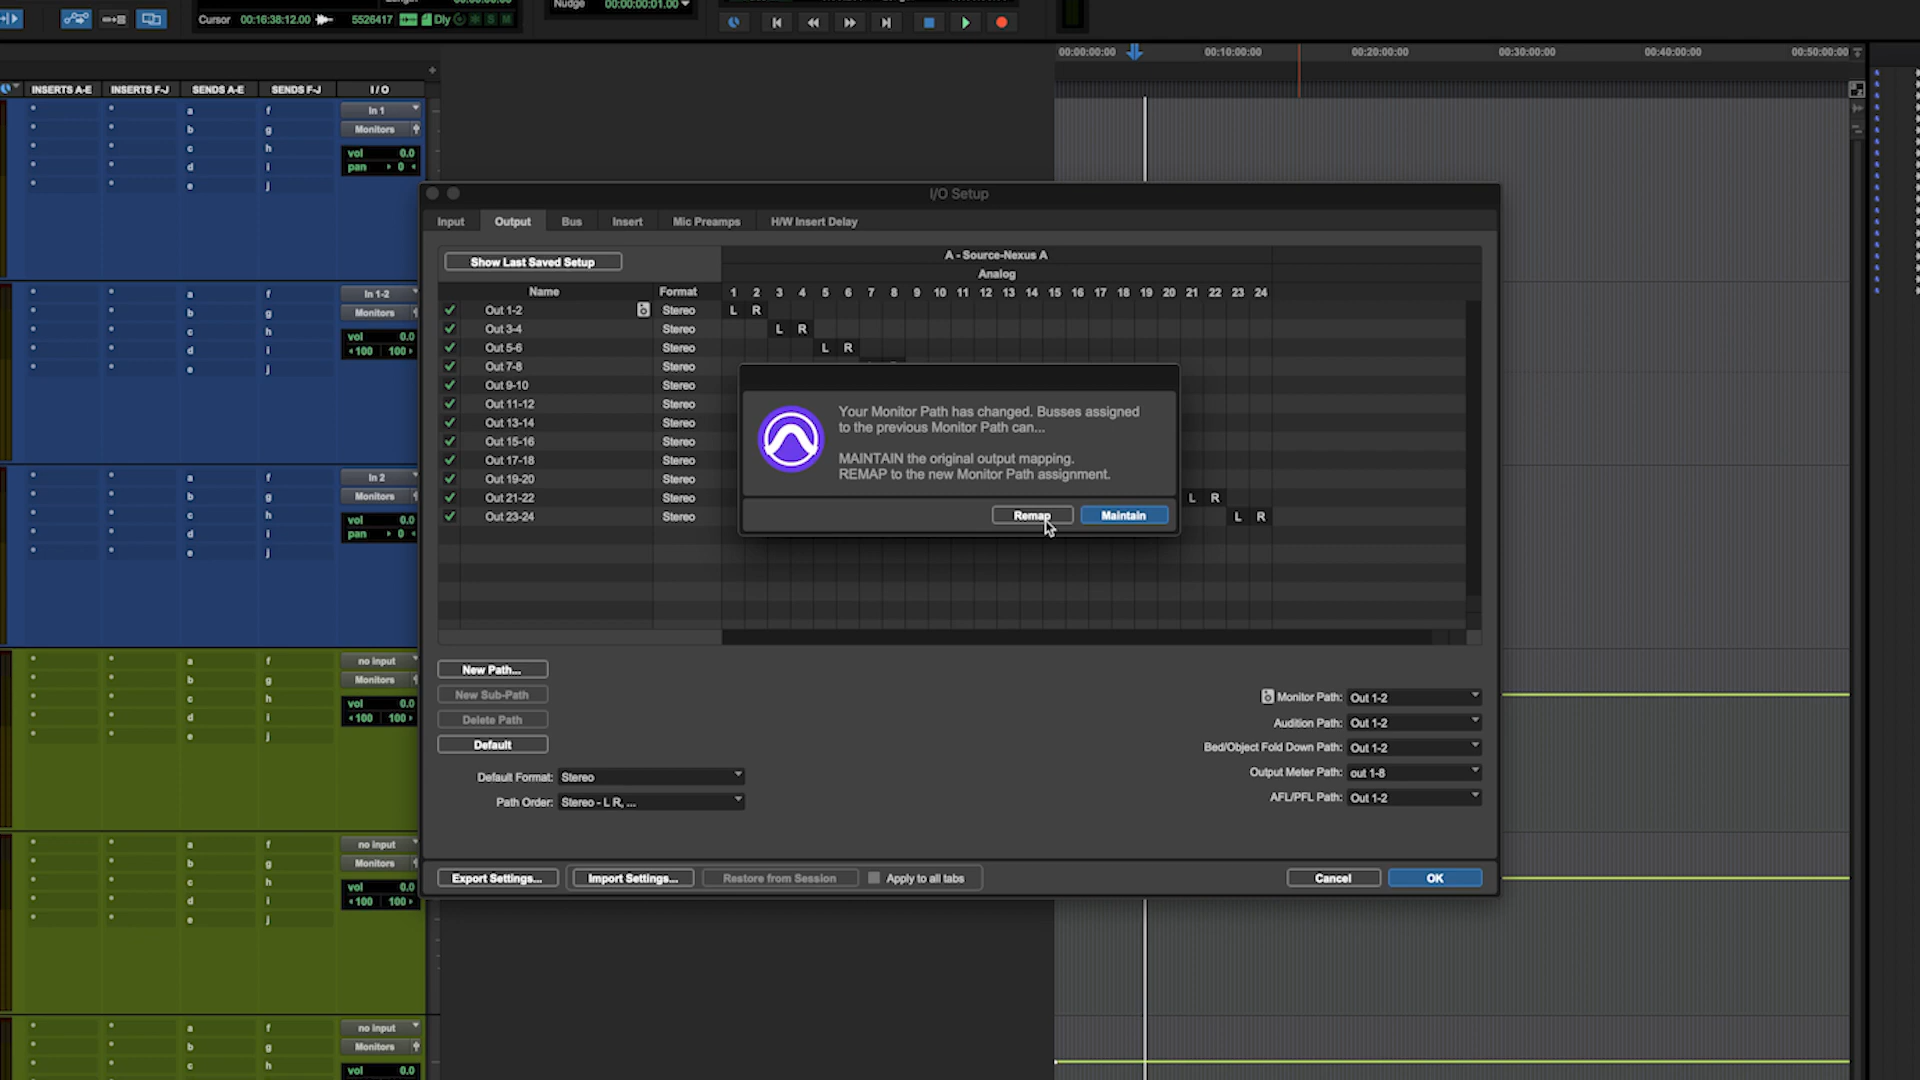 Cursor 00:16:38:12.00 5526417 Dly S M
Nudge 00:00:00:01.00
00:00:00:00 00:10:00:00 00:20:00:00 00:30:00:00 00:40:00:00 00:50:00:00
INSERTS A-E INSERTS F-J SENDS A-E SENDS F-J I / O
a f In 1
b g Monitors
c h vol 0.0
d i pan 0
e j
a f In 1-2
b g Monitors
c h vol 0.0
d i 100 100
e j
a f In 2
b g Monitors
c h vol 0.0
d i pan 0
e j
a f no input
b g Monitors
c h vol 0.0
d i 100 100
e j
a f no input
b g Monitors
c h vol 0.0
d i 100 100
e j
a f no input
b g Monitors
c h vol 0.0
I/O Setup
Input Output Bus Insert Mic Preamps H/W Insert Delay
Show Last Saved Setup
A - Source-Nexus A
Analog
Name Format 1 2 3 4 5 6 7 8 9 10 11 12 13 14 15 16 17 18 19 20 21 22 23 24
Out 1-2 Stereo L R
Out 3-4 Stereo L R
Out 5-6 Stereo L R
Out 7-8 Stereo
Out 9-10 Stereo
Out 11-12 Stereo
Out 13-14 Stereo
Out 15-16 Stereo
Out 17-18 Stereo
Out 19-20 Stereo
Out 21-22 Stereo L R
Out 23-24 Stereo L R
Your Monitor Path has changed. Busses assigned
to the previous Monitor Path can...
MAINTAIN the original output mapping.
REMAP to the new Monitor Path assignment.
Remap Maintain
New Path...
New Sub-Path
Delete Path
Default
Default Format: Stereo
Path Order: Stereo - L R, ...
Monitor Path: Out 1-2
Audition Path: Out 1-2
Bed/Object Fold Down Path: Out 1-2
Output Meter Path: out 1-8
AFL/PFL Path: Out 1-2
Export Settings... Import Settings... Restore from Session Apply to all tabs Cancel OK